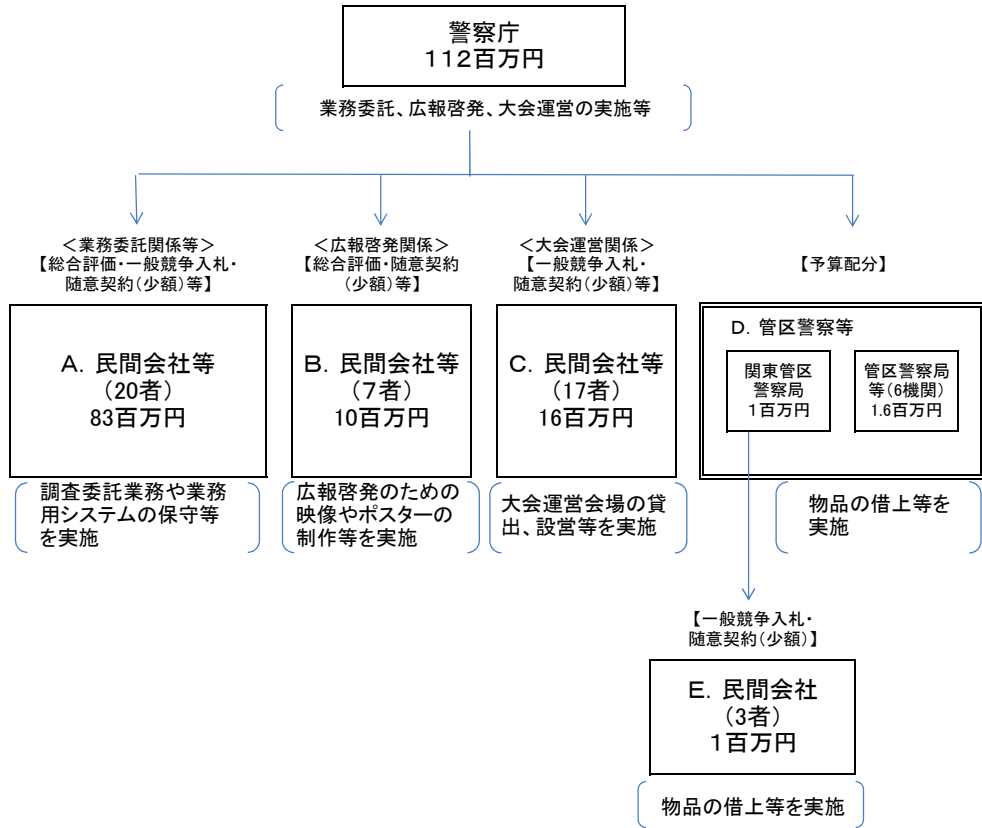 警察庁
112百万円
業務委託、広報啓発、大会運営の実施等
＜業務委託関係等＞
【総合評価・一般競争入札・
随意契約（少額）等】
A．民間会社等
（20者）
83百万円
調査委託業務や業務
用システムの保守等
を実施
＜広報啓発関係＞
【総合評価・随意契約
（少額）等】
B．民間会社等
（7者）
10百万円
広報啓発のための
映像やポスターの
制作等を実施
＜大会運営関係＞
【一般競争入札・
随意契約（少額）等】
C．民間会社等
（17者）
16百万円
大会運営会場の貸
出、設営等を実施
【予算配分】
D．管区警察等
関東管区
警察局
1百万円
管区警察局
等（6機関）
1.6百万円
物品の借上等を
実施
【一般競争入札・
随意契約（少額）】
E．民間会社
（3者）
1百万円
物品の借上等を実施